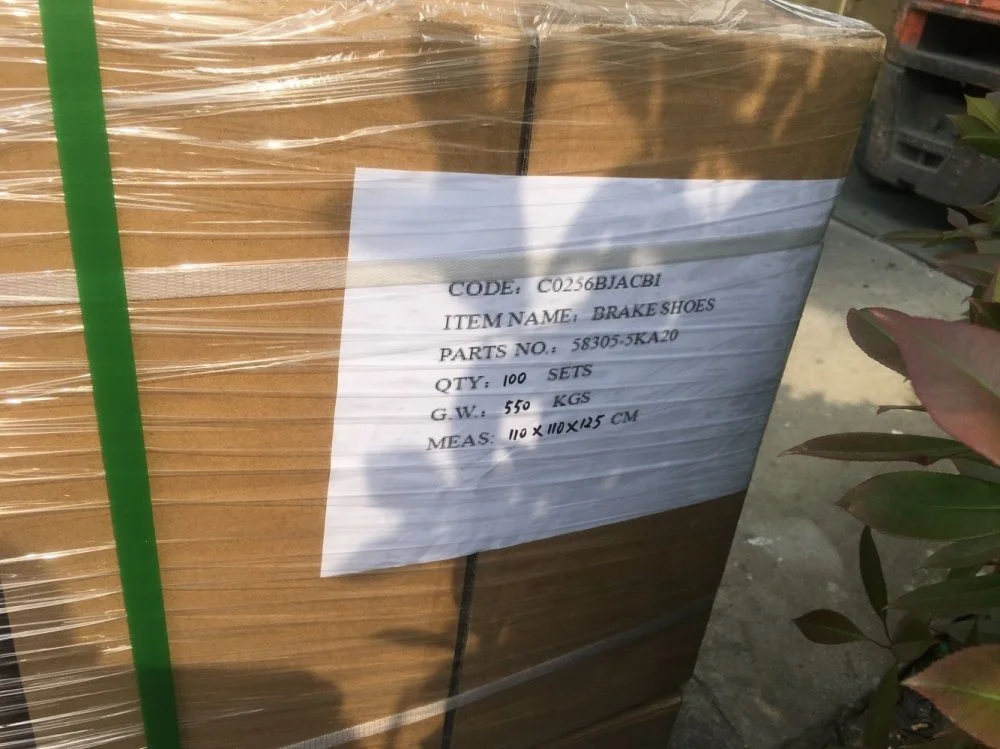 CODE: C0256BJACBI
ITEM NAME: BRAKE SHOES
PARTS NO.: 58305-5KA20
QTY: 100 SETS
G.W.: 550 KGS
MEAS: 110 X 110 X 125 CM